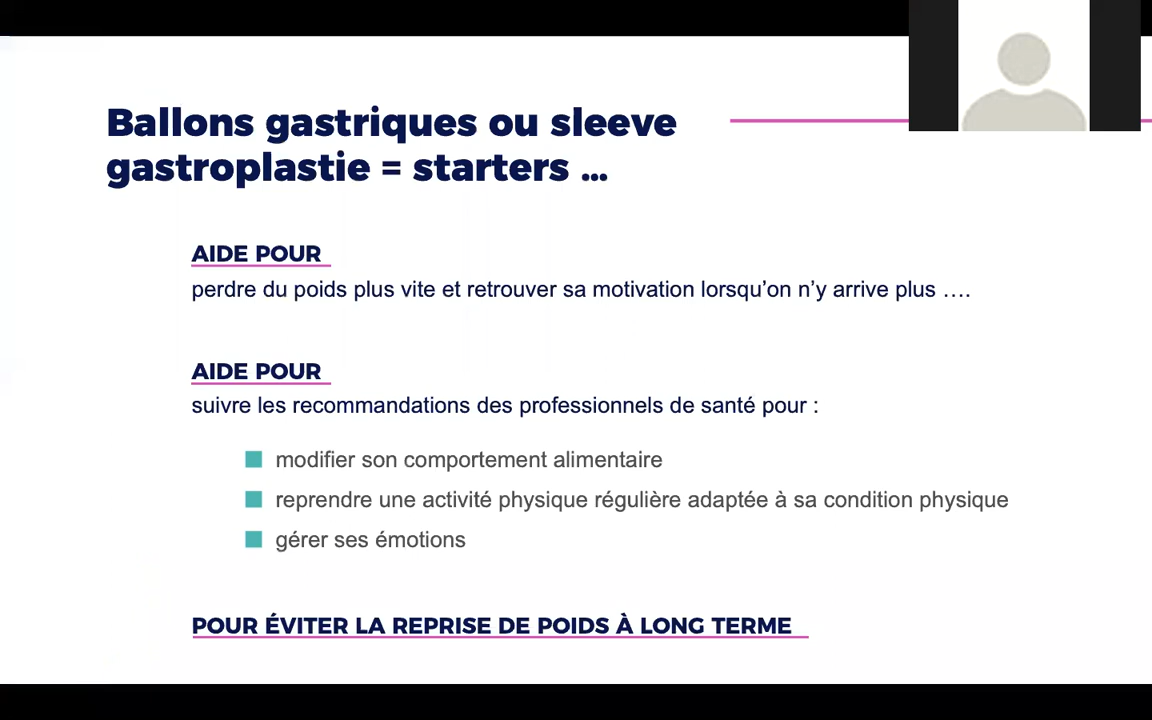 Ballons gastriques ou sleeve
gastroplastie = starters ...
AIDE POUR
perdre du poids plus vite et retrouver sa motivation lorsqu’on n’y arrive plus ….
AIDE POUR
suivre les recommandations des professionnels de santé pour :
modifier son comportement alimentaire
reprendre une activité physique régulière adaptée à sa condition physique
gérer ses émotions
POUR ÉVITER LA REPRISE DE POIDS À LONG TERME